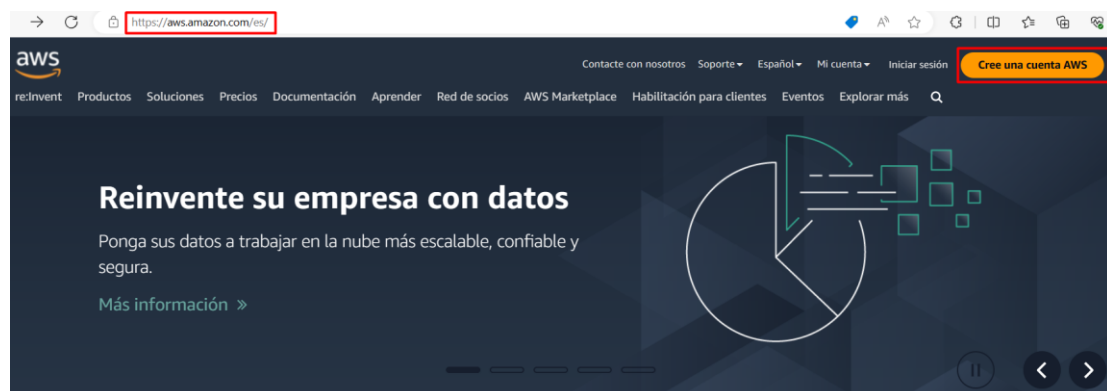 https://aws.amazon.com/es/
aws
Contacte con nosotros Soporte Español Mi cuenta Iniciar sesión Cree una cuenta AWS
re:Invent Productos Soluciones Precios Documentación Aprender Red de socios AWS Marketplace Habilitación para clientes Eventos Explorar más
Reinvente su empresa con datos
Ponga sus datos a trabajar en la nube más escalable, confiable y
segura.
Más información »